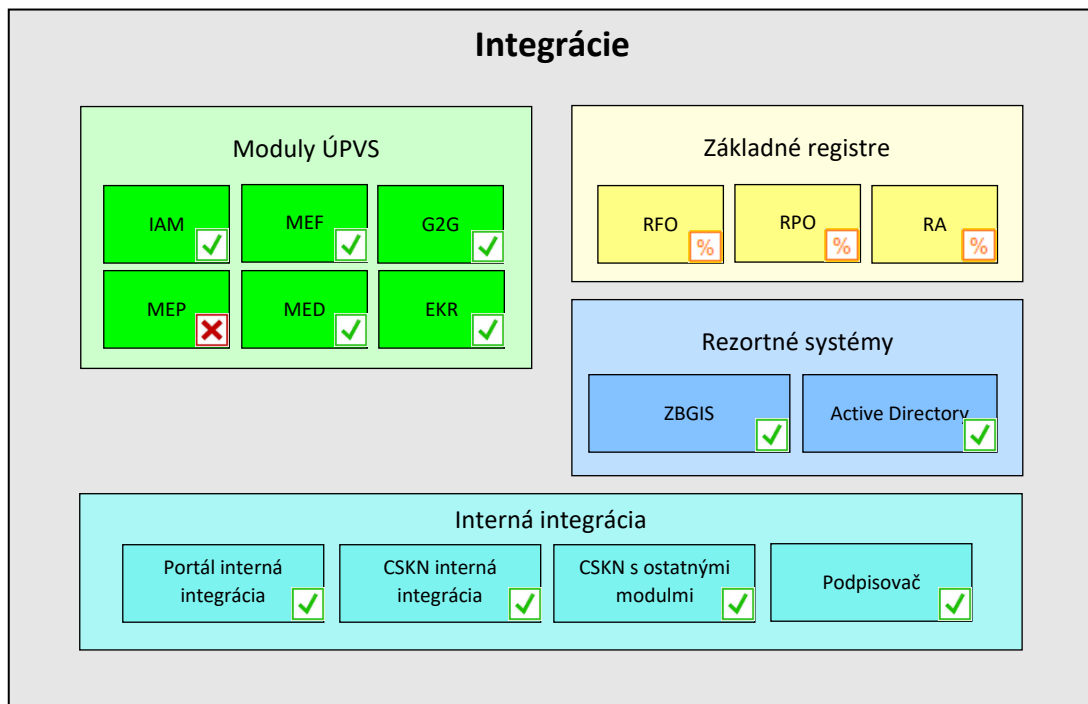 Integrácie
Moduly ÚPVS
IAM
MEF
G2G
MEP
MED
EKR
Základné registre
RFO
%
RPO
%
RA
%
Rezortné systémy
ZBGIS
Active Directory
Interná integrácia
Portál interná
integrácia
CSKN interná
integrácia
CSKN s ostatnými
modulmi
Podpisovač